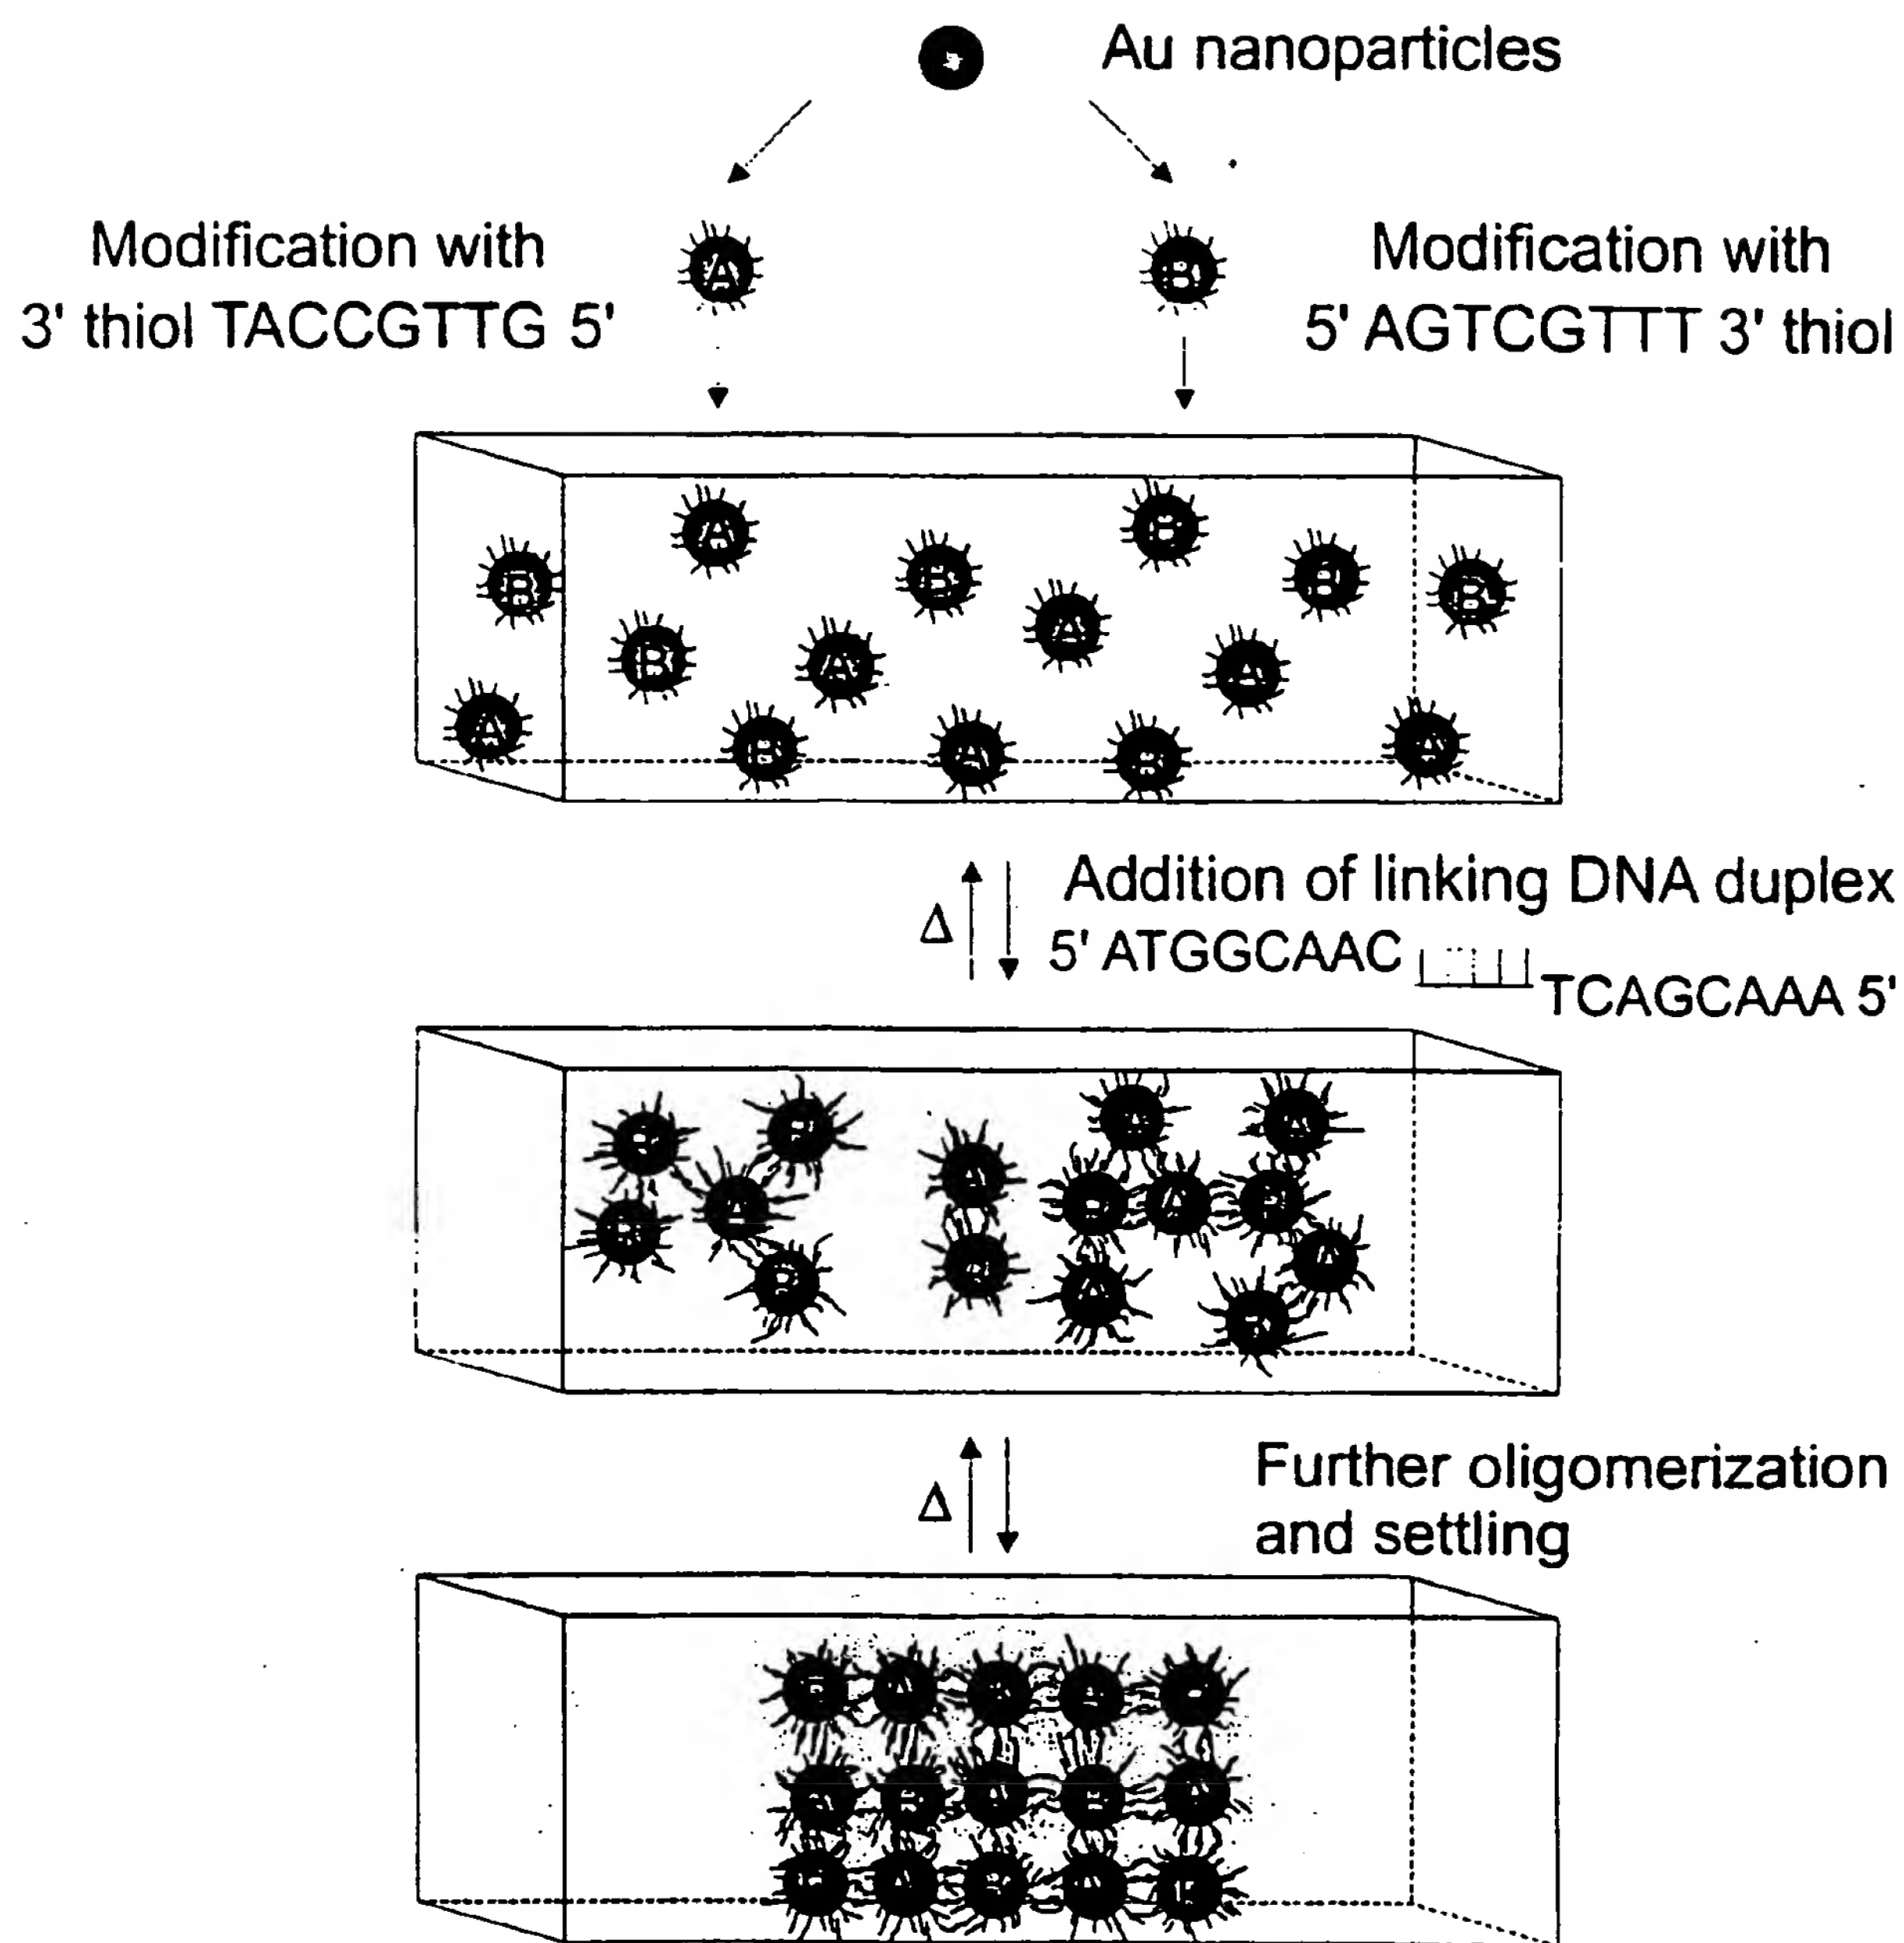 Au nanoparticles
Modification with
3' thiol TACCGTTG 5'
A
B
Modification with
5' AGTCGTTT 3' thiol
A
B
B
B
B
B
A
B
A
A
A
B
A
B
A
Δ
Addition of linking DNA duplex
5' ATGGCAAC
TCAGCAAA 5'
A
A
A
A
A
A
Δ
Further oligomerization
and settling
A
B
A
B
A
A
B